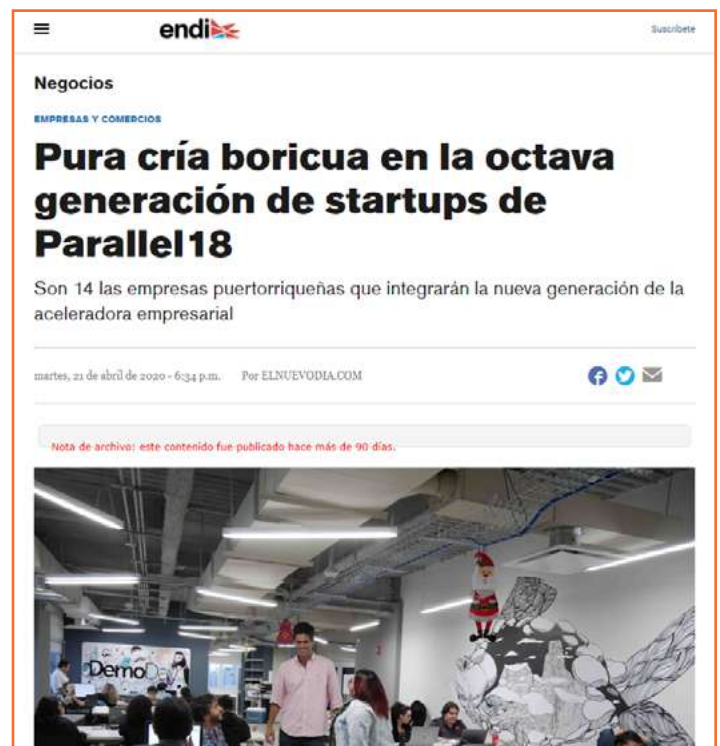 endi
Suscríbete
Negocios
EMPRESAS Y COMERCIOS
Pura cría boricua en la octava
generación de startups de
Parallel18
Son 14 las empresas puertorriqueñas que integrarán la nueva generación de la
aceleradora empresarial
martes, 21 de abril de 2020 - 6:34 p.m. Por ELNUEVODIA.COM
Nota de archivo: este contenido fue publicado hace más de 90 días.
DemoDay